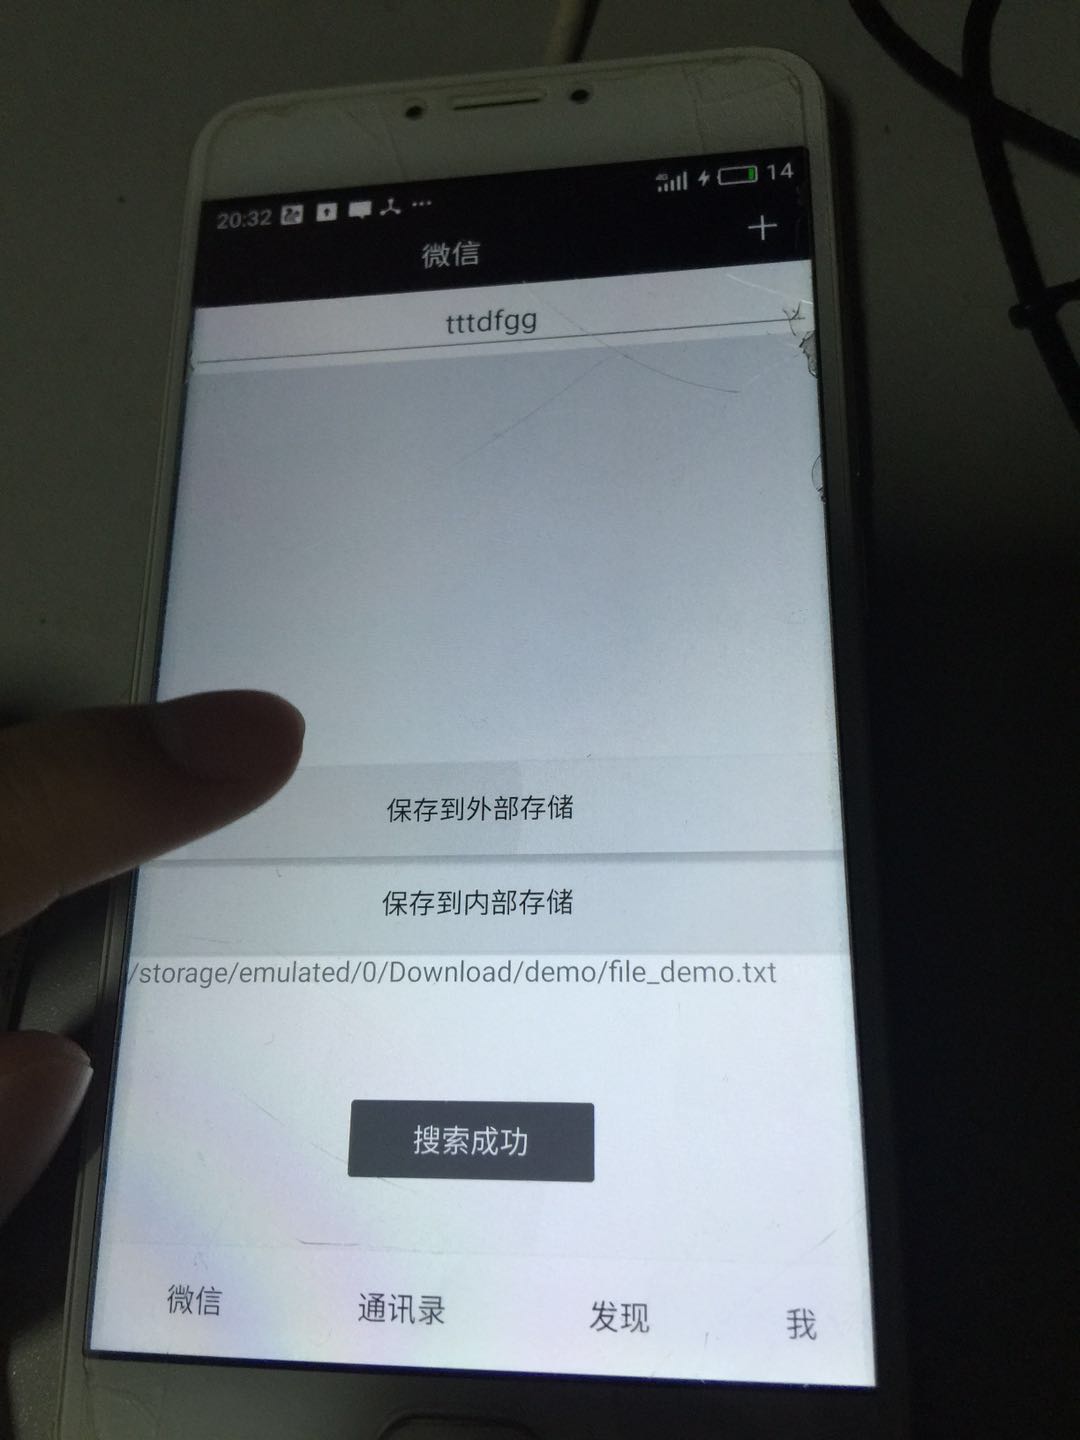 20:32 ... 4G 14
微信 +
tttdfgg
保存到外部存储
保存到内部存储
/storage/emulated/0/Download/demo/file_demo.txt
搜索成功
微信 通讯录 发现 我